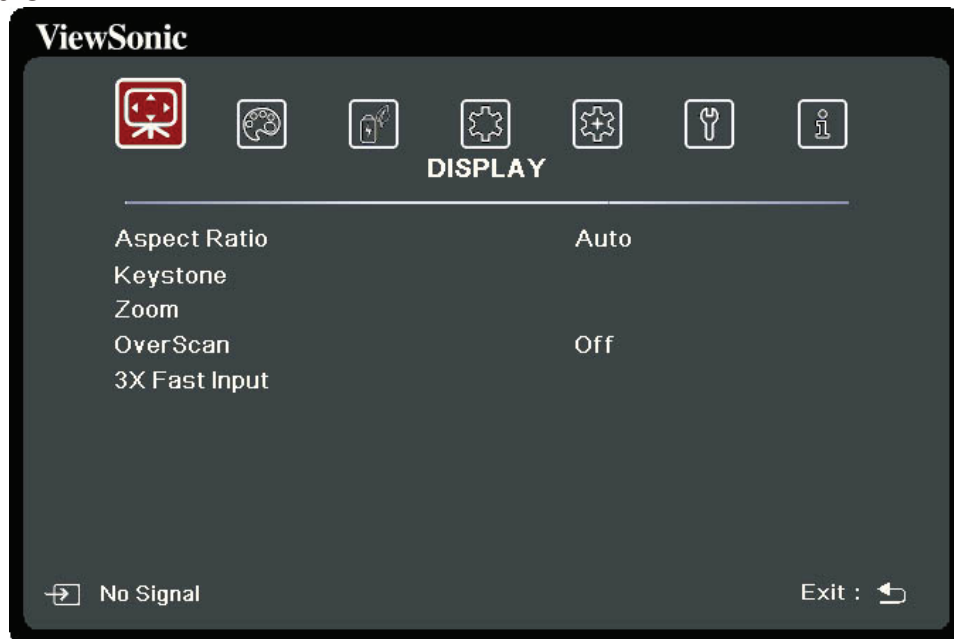 ViewSonic
DISPLAY
Aspect Ratio Auto
Keystone
Zoom
OverScan Off
3X Fast Input
No Signal Exit :